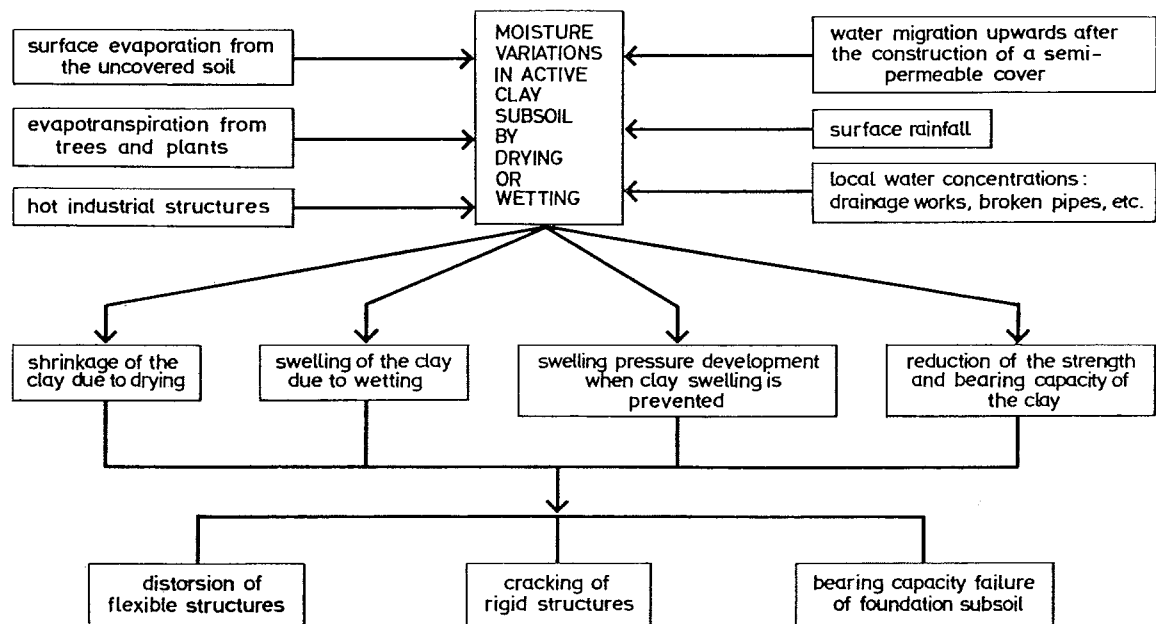 surface evaporation from
the uncovered soil
evapotranspiration from
trees and plants
hot industrial structures
MOISTURE
VARIATIONS
IN ACTIVE
CLAY
SUBSOIL
BY
DRYING
OR
WETTING
water migration upwards after
the construction of a semi-
permeable cover
surface rainfall
local water concentrations:
drainage works, broken pipes, etc.
shrinkage of the
clay due to drying
swelling of the clay
due to wetting
swelling pressure development
when clay swelling is
prevented
reduction of the strength
and bearing capacity of
the clay
distorsion of
flexible structures
cracking of
rigid structures
bearing capacity failure
of foundation subsoil